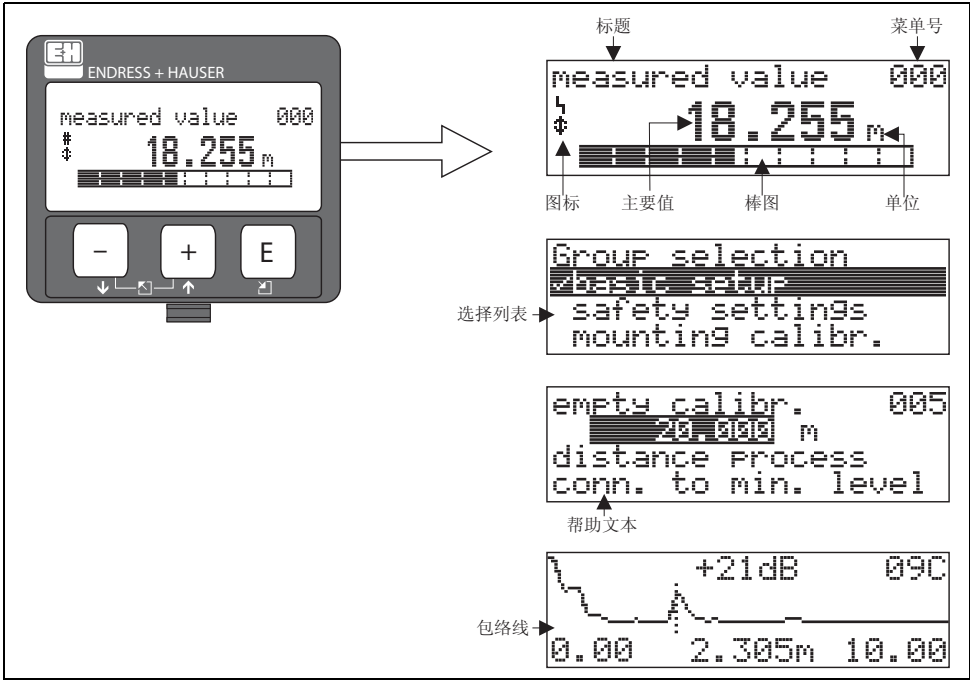 标题 菜单号
ENDRESS + HAUSER
measured value 000
18.255 m
- + E
measured value 000
18.255 m
图标 主要值 棒图 单位
Group selection
basic setup
选择列表
safety settings
mounting calibr.
empty calibr. 005
20.000 m
distance process
conn. to min. level
帮助文本
+21dB 09C
包络线
0.00 2.305m 10.00